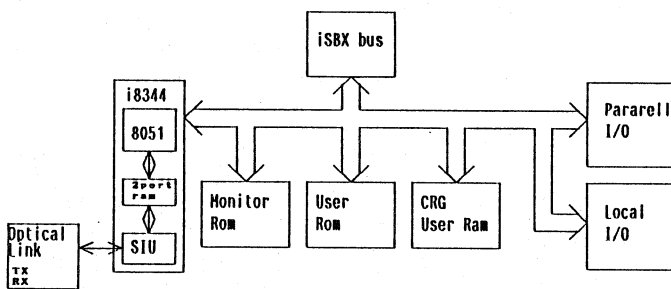 iSBX bus
i8344
8051
2port
ram
SIU
Optical
Link
TX
RX
Monitor
Rom
User
Rom
CRG
User Ram
Pararell
I/O
Local
I/O